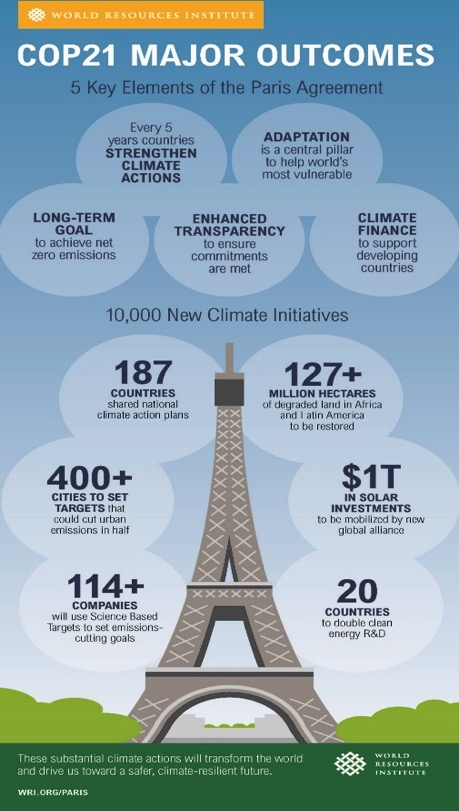 WORLD RESOURCES INSTITUTE
COP21 MAJOR OUTCOMES
5 Key Elements of the Paris Agreement
Every 5
years countries
STRENGTHEN
CLIMATE
ACTIONS
ADAPTATION
is a central pillar
to help world's
most vulnerable
LONG-TERM
GOAL
to achieve net
zero emissions
ENHANCED
TRANSPARENCY
to ensure
commitments
are met
CLIMATE
FINANCE
to support
developing
countries
10,000 New Climate Initiatives
187
COUNTRIES
shared national
climate action plans
127+
MILLION HECTARES
of degraded land in Africa
and Latin America
to be restored
400+
CITIES TO SET
TARGETS that
could cut urban
emissions in half
$1T
IN SOLAR
INVESTMENTS
to be mobilized by new
global alliance
114+
COMPANIES
will use Science Based
Targets to set emissions-
cutting goals
20
COUNTRIES
to double clean
energy R&D
These substantial climate actions will transform the world
and drive us toward a safer, climate-resilient future.
WRI.ORG/PARIS
WORLD
RESOURCES
INSTITUTE